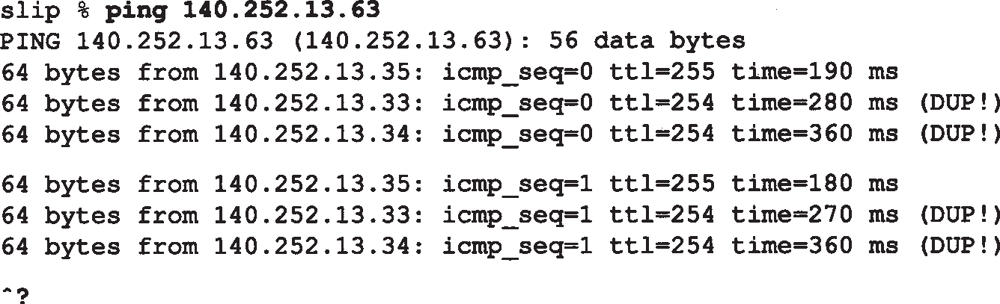 slip % ping 140.252.13.63
PING 140.252.13.63 (140.252.13.63): 56 data bytes
64 bytes from 140.252.13.35: icmp_seq=0 ttl=255 time=190 ms
64 bytes from 140.252.13.33: icmp_seq=0 ttl=254 time=280 ms (DUP!)
64 bytes from 140.252.13.34: icmp_seq=0 ttl=254 time=360 ms (DUP!)
64 bytes from 140.252.13.35: icmp_seq=1 ttl=255 time=180 ms
64 bytes from 140.252.13.33: icmp_seq=1 ttl=254 time=270 ms (DUP!)
64 bytes from 140.252.13.34: icmp_seq=1 ttl=254 time=360 ms (DUP!)
^?